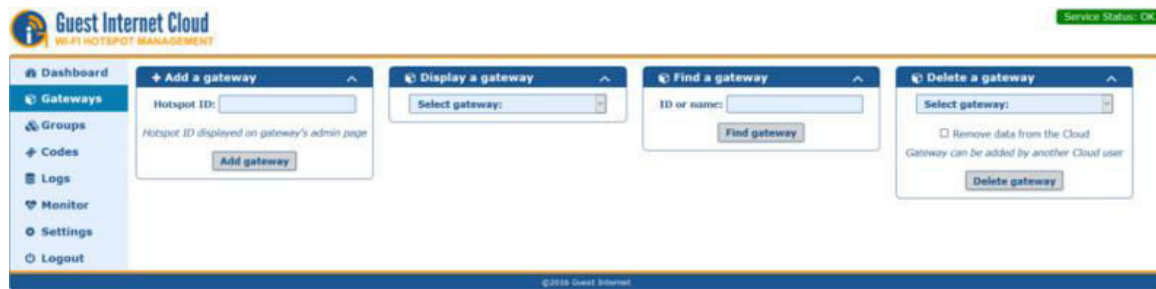 Guest Internet Cloud
WI-FI HOTSPOT MANAGEMENT
Service Status: OK
Dashboard
Gateways
Groups
Codes
Logs
Monitor
Settings
Logout
Add a gateway
Hotspot ID:
Hotspot ID displayed on gateway's admin page
Add gateway
Display a gateway
Select gateway:
Find a gateway
ID or name:
Find gateway
Delete a gateway
Select gateway:
Remove data from the Cloud
Gateway can be added by another Cloud user
Delete gateway
©2016 Guest Internet